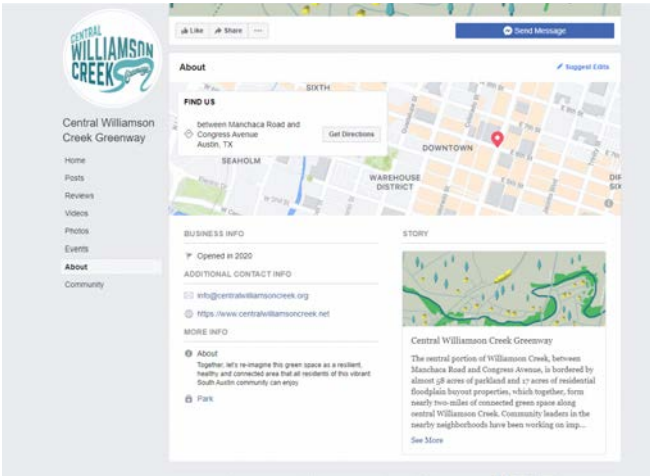 CENTRAL
WILLIAMSON
CREEK Greenway
Central Williamson
Creek Greenway
Home
Posts
Reviews
Videos
Photos
Events
About
Community
Like
Share
...
Send Message
About
Suggest Edits
FIND US
between Manchaca Road and
Congress Avenue
Austin, TX
Get Directions
SIXTH
SEAHOLM
DOWNTOWN
WAREHOUSE
DISTRICT
W 2nd St
BUSINESS INFO
Opened in 2020
ADDITIONAL CONTACT INFO
info@centralwilliamsoncreek.org
https://www.centralwilliamsoncreek.net
MORE INFO
About
Together, let's re-imagine this green space as a resilient,
healthy and connected area that all residents of this vibrant
South Austin community can enjoy
Park
STORY
Central Williamson Creek Greenway
The central portion of Williamson Creek, between
Manchaca Road and Congress Avenue, is bordered by
almost 58 acres of parkland and 17 acres of residential
floodplain buyout properties, which together, form
nearly two-miles of connected green space along
central Williamson Creek. Community leaders in the
nearby neighborhoods have been working on imp...
See More